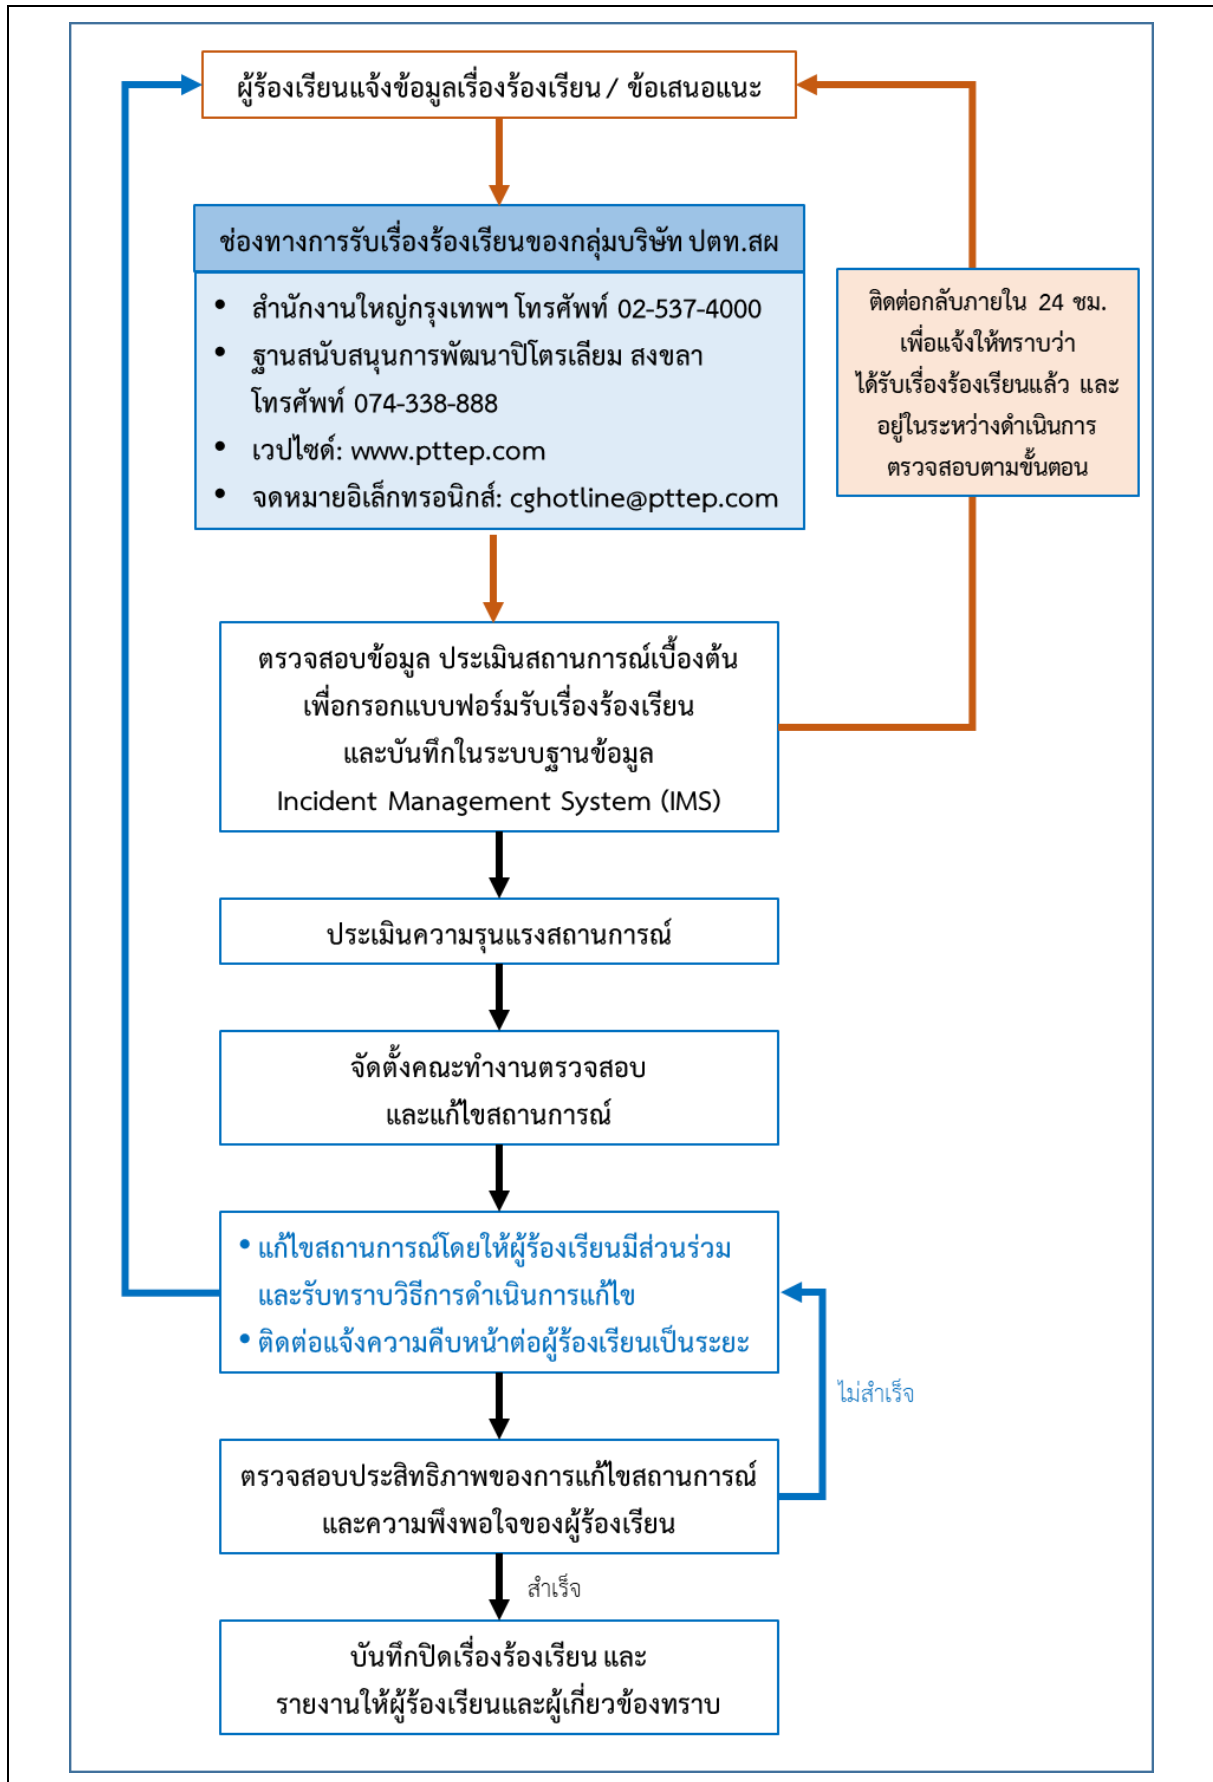 ผู้ร้องเรียนแจ้งข้อมูลเรื่องร้องเรียน / ข้อเสนอแนะ
ช่องทางการรับเรื่องร้องเรียนของกลุ่มบริษัท ปตท.สผ
• สำนักงานใหญ่กรุงเทพฯ โทรศัพท์ 02-537-4000
• ฐานสนับสนุนการพัฒนาปิโตรเลียม สงขลา
โทรศัพท์ 074-338-888
• เวปไซด์: www.pttep.com
• จดหมายอิเล็กทรอนิกส์: cghotline@pttep.com
ติดต่อกลับภายใน 24 ชม.
เพื่อแจ้งให้ทราบว่า
ได้รับเรื่องร้องเรียนแล้ว และ
อยู่ในระหว่างดำเนินการ
ตรวจสอบตามขั้นตอน
ตรวจสอบข้อมูล ประเมินสถานการณ์เบื้องต้น
เพื่อกรอกแบบฟอร์มรับเรื่องร้องเรียน
และบันทึกในระบบฐานข้อมูล
Incident Management System (IMS)
ประเมินความรุนแรงสถานการณ์
จัดตั้งคณะทำงานตรวจสอบ
และแก้ไขสถานการณ์
• แก้ไขสถานการณ์โดยให้ผู้ร้องเรียนมีส่วนร่วม
และรับทราบวิธีการดำเนินการแก้ไข
• ติดต่อแจ้งความคืบหน้าต่อผู้ร้องเรียนเป็นระยะ
ไม่สำเร็จ
ตรวจสอบประสิทธิภาพของการแก้ไขสถานการณ์
และความพึงพอใจของผู้ร้องเรียน
สำเร็จ
บันทึกปิดเรื่องร้องเรียน และ
รายงานให้ผู้ร้องเรียนและผู้เกี่ยวข้องทราบ